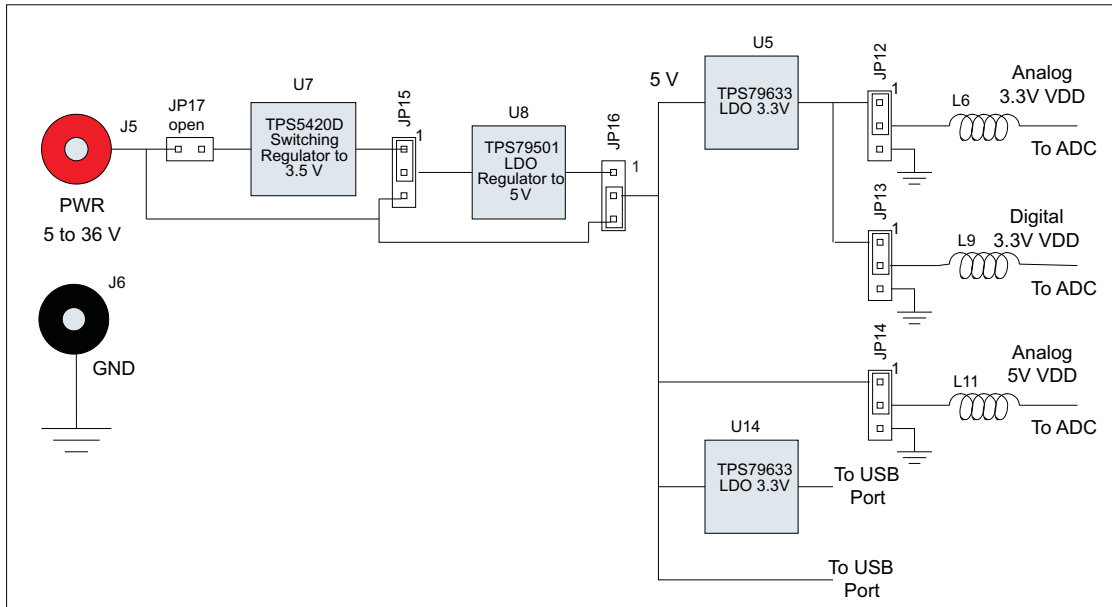 JP17
open
J5
PWR
5 to 36 V
J6
GND
U7
TPS5420D
Switching
Regulator to
3.5 V
JP15
1
U8
TPS79501
LDO
Regulator to
5 V
JP16
1
5 V
U5
TPS79633
LDO 3.3V
JP12
1
L6
Analog
3.3V VDD
To ADC
JP13
1
L9
Digital
3.3V VDD
To ADC
JP14
1
L11
Analog
5V VDD
To ADC
U14
TPS79633
LDO 3.3V
To USB
Port
To USB
Port